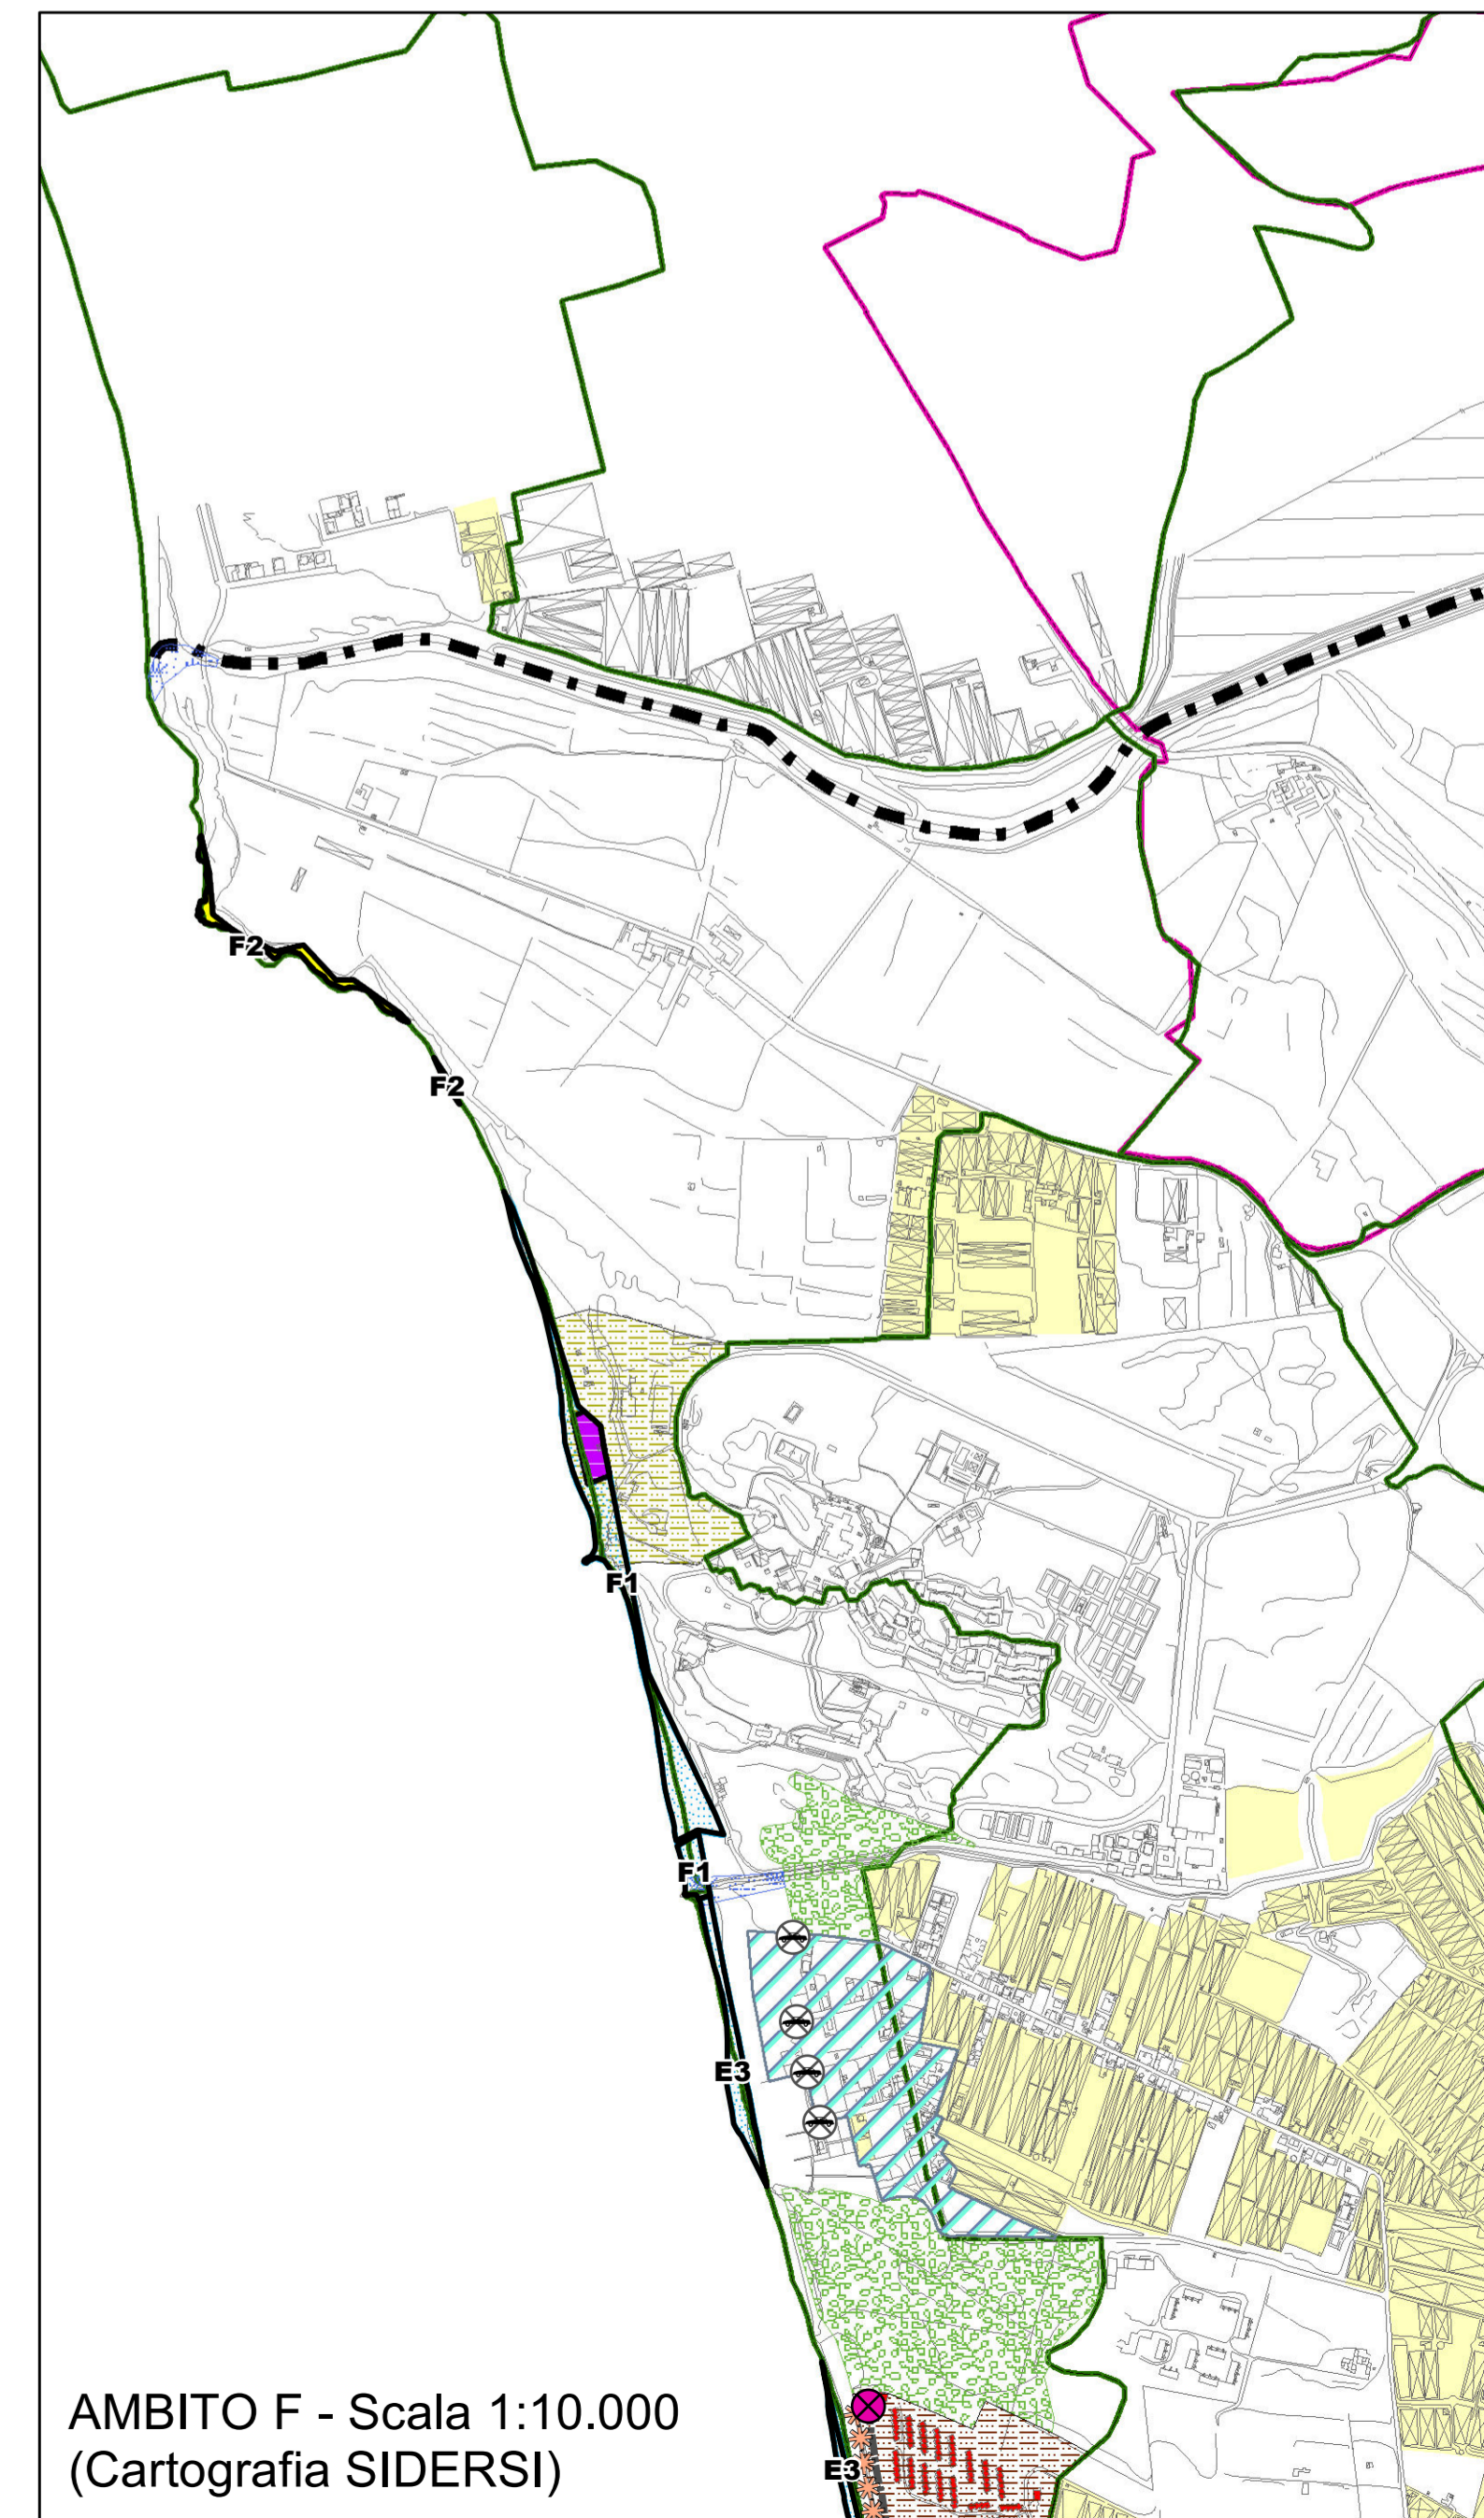 F2
F2
F1
F1
E3
E3
AMBITO F - Scala 1:10.000
(Cartografia SIDERSI)